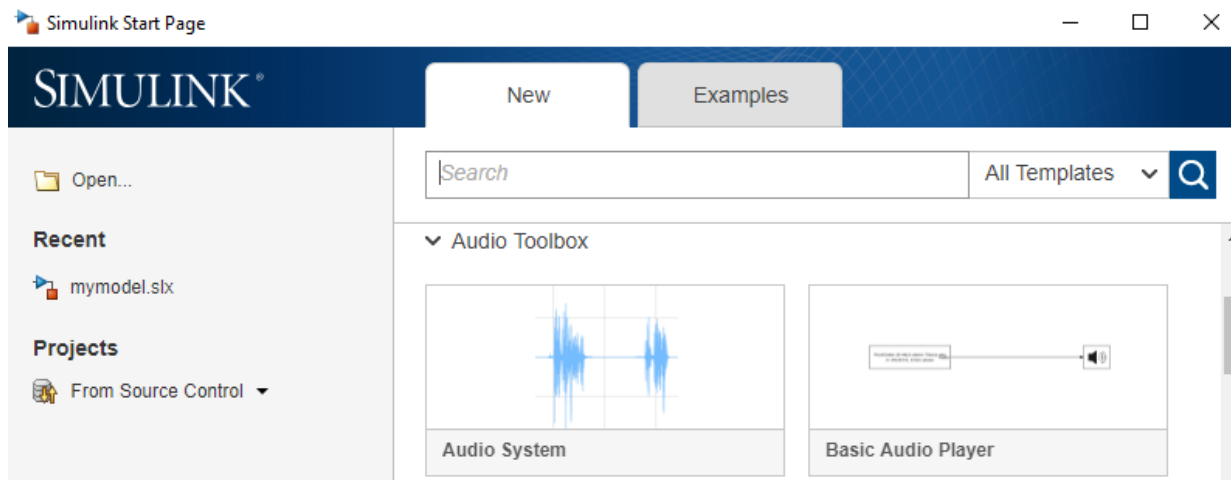 Simulink Start Page
SIMULINK®
New
Examples
Open...
Search
All Templates
Recent
mymodel.slx
Projects
From Source Control
Audio Toolbox
Audio System
Basic Audio Player